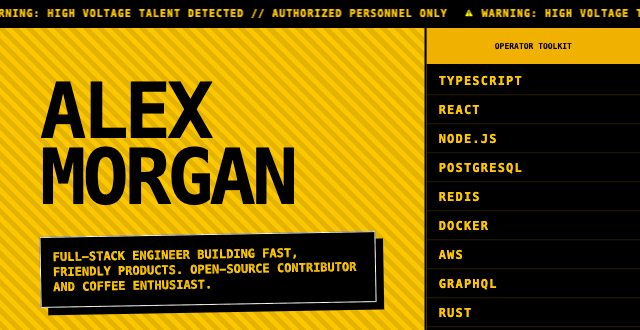 RNING: HIGH VOLTAGE TALENT DETECTED // AUTHORIZED PERSONNEL ONLY ⚠ WARNING: HIGH VOLTAGE
ALEX
MORGAN
FULL-STACK ENGINEER BUILDING FAST,
FRIENDLY PRODUCTS. OPEN-SOURCE CONTRIBUTOR
AND COFFEE ENTHUSIAST.
OPERATOR TOOLKIT
TYPESCRIPT
REACT
NODE.JS
POSTGRESQL
REDIS
DOCKER
AWS
GRAPHQL
RUST